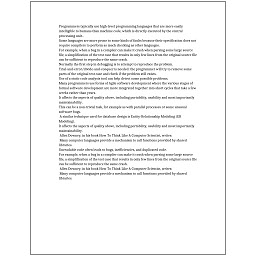 Programmers typically use high-level programming languages that are more easily
intelligible to humans than machine code, which is directly executed by the central
processing unit.
Some languages are more prone to some kinds of faults because their specification does not
require compilers to perform as much checking as other languages.
For example, when a bug in a compiler can make it crash when parsing some large source
file, a simplification of the test case that results in only few lines from the original source file
can be sufficient to reproduce the same crash.
Normally the first step in debugging is to attempt to reproduce the problem.
Trial-and-error/divide-and-conquer is needed: the programmer will try to remove some
parts of the original test case and check if the problem still exists.
Use of a static code analysis tool can help detect some possible problems.
Many programmers use forms of Agile software development where the various stages of
formal software development are more integrated together into short cycles that take a few
weeks rather than years.
It affects the aspects of quality above, including portability, usability and most importantly
maintainability.
This can be a non-trivial task, for example as with parallel processes or some unusual
software bugs.
A similar technique used for database design is Entity-Relationship Modeling (ER
Modeling).
It affects the aspects of quality above, including portability, usability and most importantly
maintainability.
Allen Downey, in his book How To Think Like A Computer Scientist, writes:
Many computer languages provide a mechanism to call functions provided by shared
libraries.
Unreadable code often leads to bugs, inefficiencies, and duplicated code.
For example, when a bug in a compiler can make it crash when parsing some large source
file, a simplification of the test case that results in only few lines from the original source file
can be sufficient to reproduce the same crash.
Allen Downey, in his book How To Think Like A Computer Scientist, writes:
Many computer languages provide a mechanism to call functions provided by shared
libraries.